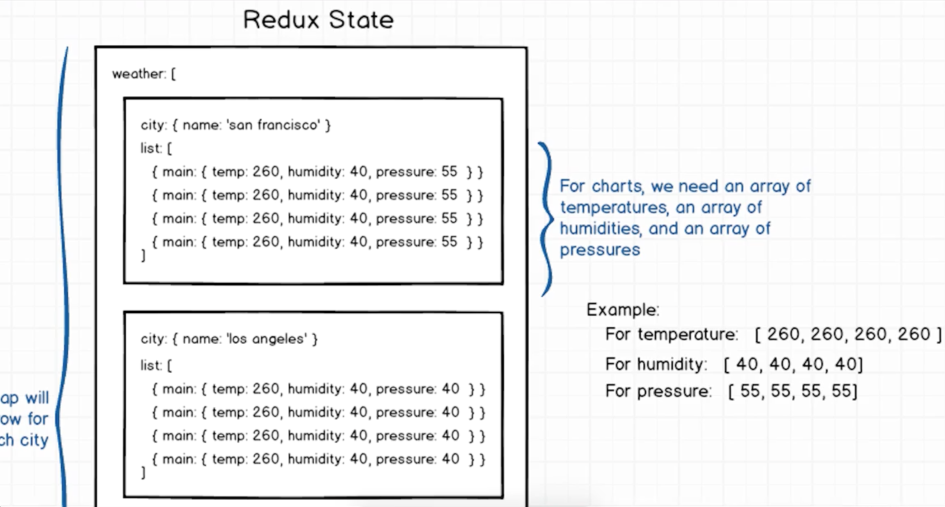 Redux State
weather: [
city: { name: 'san francisco' }
list: [
{ main: { temp: 260, humidity: 40, pressure: 55 } }
{ main: { temp: 260, humidity: 40, pressure: 55 } }
{ main: { temp: 260, humidity: 40, pressure: 55 } }
{ main: { temp: 260, humidity: 40, pressure: 55 } }
]
For charts, we need an array of
temperatures, an array of
humidities, and an array of
pressures
Example:
For temperature: [ 260, 260, 260, 260 ]
For humidity: [ 40, 40, 40, 40]
For pressure: [ 55, 55, 55, 55]
city: { name: 'los angeles' }
list: [
{ main: { temp: 260, humidity: 40, pressure: 40 } }
{ main: { temp: 260, humidity: 40, pressure: 40 } }
{ main: { temp: 260, humidity: 40, pressure: 40 } }
{ main: { temp: 260, humidity: 40, pressure: 40 } }
]
ap will
ow for
ch city